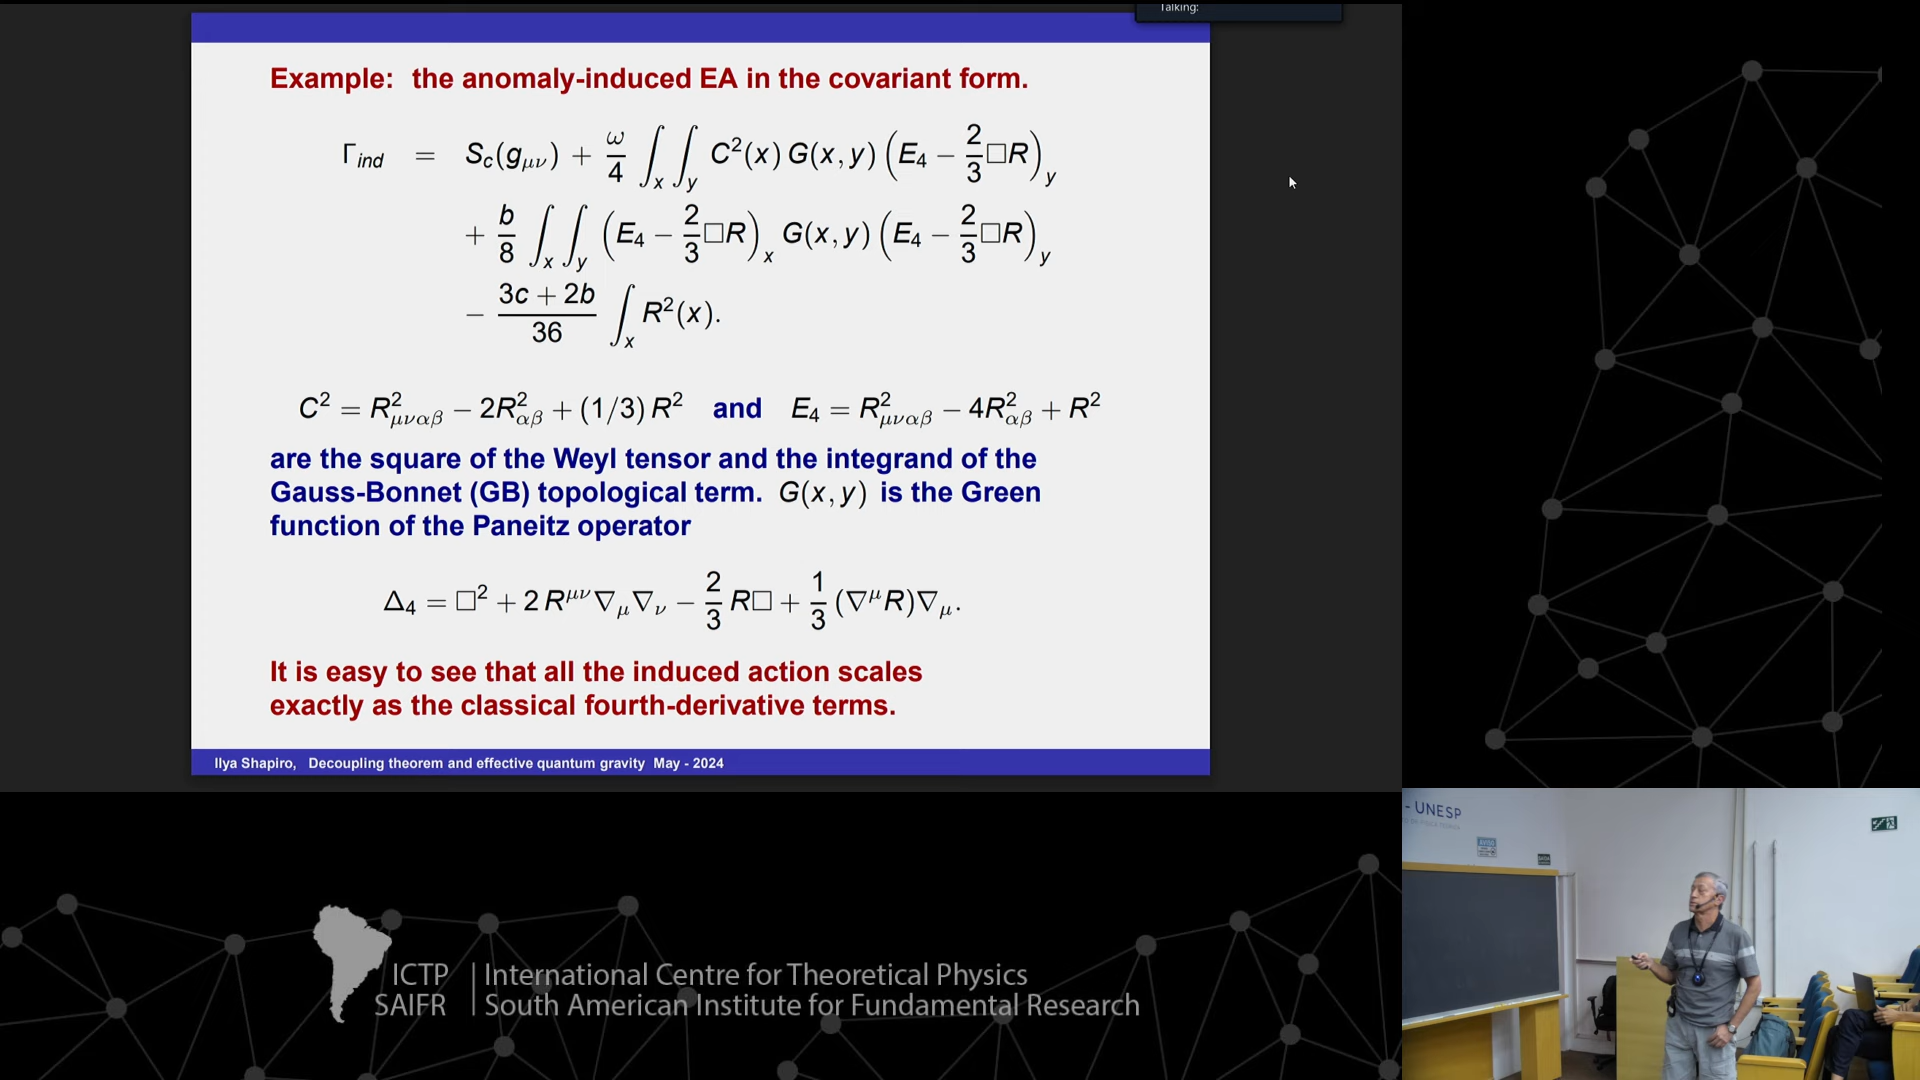 Talking:
Example: the anomaly-induced EA in the covariant form.
Γ_ind = S_c(g_μν) + ω/4 ∫_x ∫_y C²(x) G(x, y) (E₄ − 2/3 □R)_y
+ b/8 ∫_x ∫_y (E₄ − 2/3 □R)_x G(x, y) (E₄ − 2/3 □R)_y
− (3c + 2b)/36 ∫_x R²(x).
C² = R²_μναβ − 2R²_αβ + (1/3) R² and E₄ = R²_μναβ − 4R²_αβ + R²
are the square of the Weyl tensor and the integrand of the
Gauss-Bonnet (GB) topological term. G(x, y) is the Green
function of the Paneitz operator
Δ₄ = □² + 2 R^μν ∇_μ ∇_ν − 2/3 R□ + 1/3 (∇^μ R)∇_μ.
It is easy to see that all the induced action scales
exactly as the classical fourth-derivative terms.
Ilya Shapiro, Decoupling theorem and effective quantum gravity May - 2024
- UNESP
ICTP | International Centre for Theoretical Physics
SAIFR | South American Institute for Fundamental Research